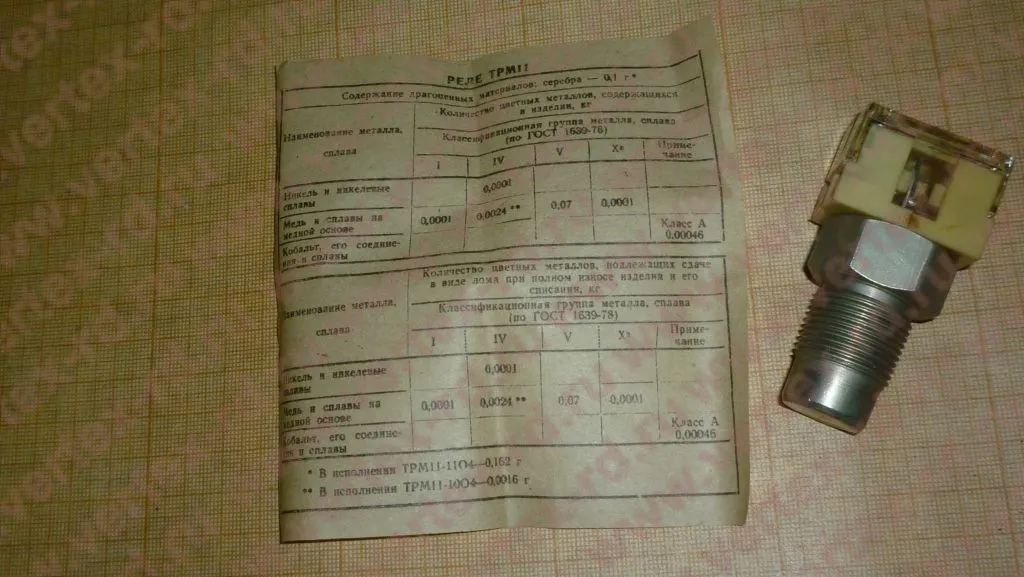 РЕЛЕ ТРМ11
Содержание драгоценных материалов: серебра — 0,1 г*
Наименование металла, сплава
Количество цветных металлов, содержащихся
в изделии, кг
Классификационная группа металла, сплава
(по ГОСТ 1639-78)
I IV V Xв Примечание
Никель и никелевые сплавы 0,0001
Медь и сплавы на медной основе 0,0001 0,0024 ** 0,07 0,0001
Кобальт, его соединения и сплавы Класс А 0,00046
Наименование металла, сплава
Количество цветных металлов, подлежащих сдаче
в виде лома при полном износе изделия и его
списании, кг
Классификационная группа металла, сплава
(по ГОСТ 1639-78)
I IV V Xв Примечание
Никель и никелевые сплавы 0,0001
Медь и сплавы на медной основе 0,0001 0,0024 ** 0,07 0,0001
Кобальт, его соединения и сплавы Класс А 0,00046
* В исполнении ТРМ11-11О4—0,162 г
** В исполнении ТРМ11-10О4—0,0016 г